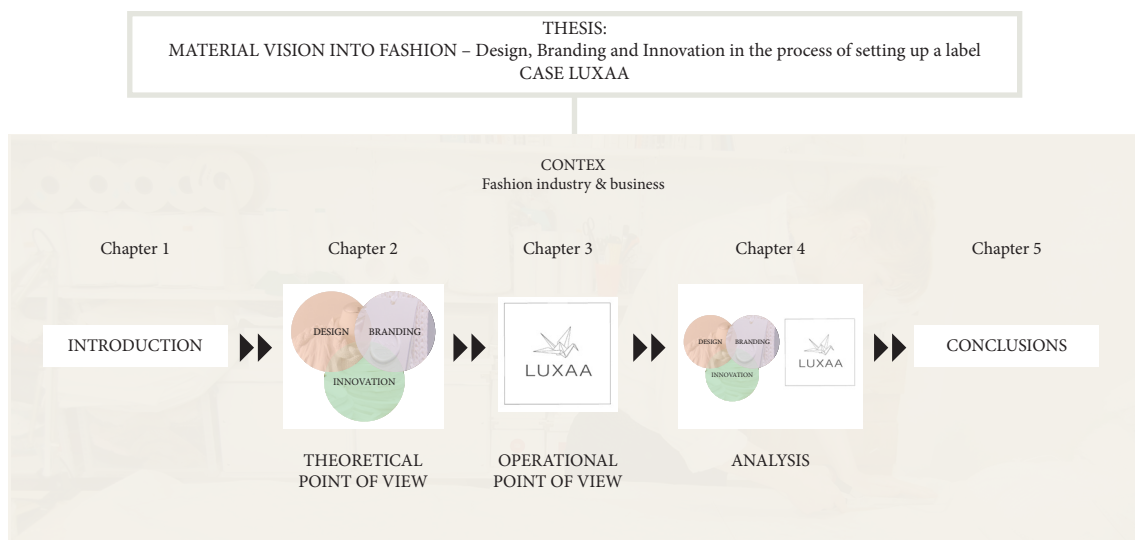 THESIS:
MATERIAL VISION INTO FASHION – Design, Branding and Innovation in the process of setting up a label
CASE LUXAA
CONTEX
Fashion industry & business
Chapter 1
Chapter 2
Chapter 3
Chapter 4
Chapter 5
INTRODUCTION
DESIGN
BRANDING
INNOVATION
LUXAA
DESIGN
BRANDING
INNOVATION
LUXAA
CONCLUSIONS
THEORETICAL
POINT OF VIEW
OPERATIONAL
POINT OF VIEW
ANALYSIS